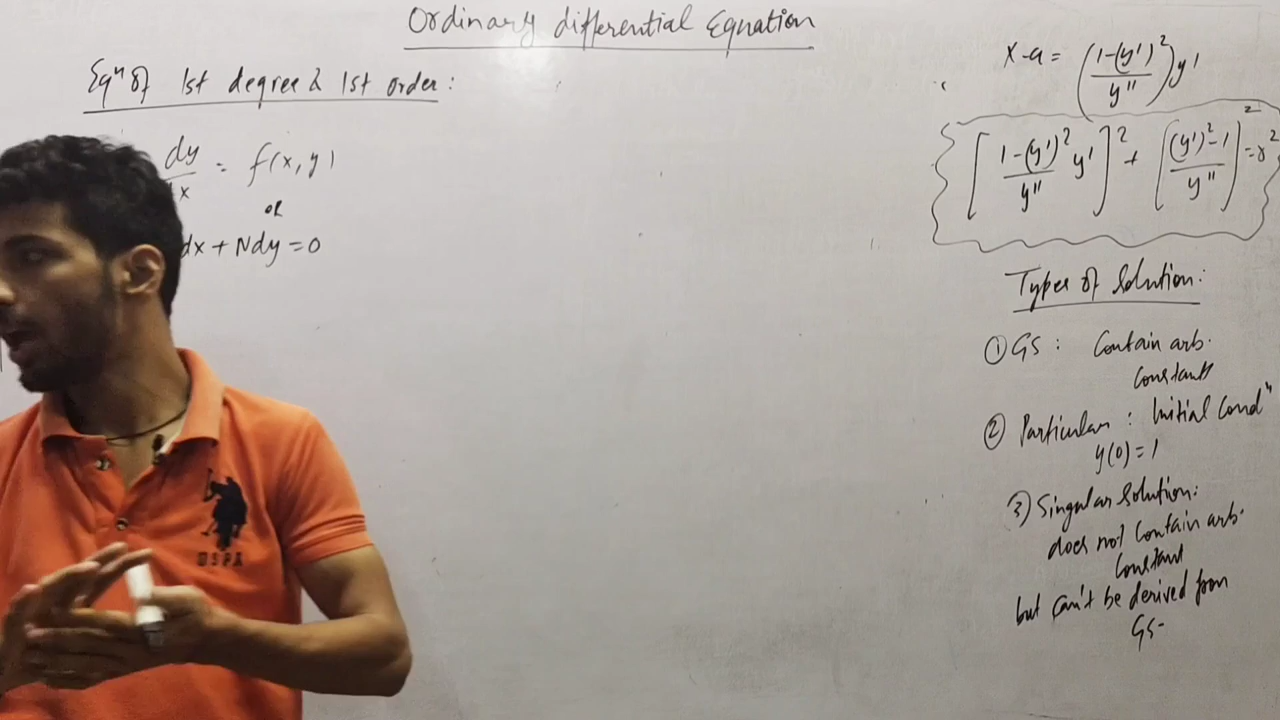 Ordinary differential Equation
Eqⁿ of 1st degree & 1st order:
dy/dx = f(x, y)
OR
dx + Ndy = 0
x-a = ((1-(y')²)/y'')y'
[(1-(y')²)/y'' y']² + [((y')²-1)/y'']² = r²
Types of Solution:
① GS : Contain arb.
Constants
② Particular : Initial Condⁿ
y(0) = 1
③ Singular Solution:
does not contain arb.
Constant
but can't be derived from
GS-
USPA